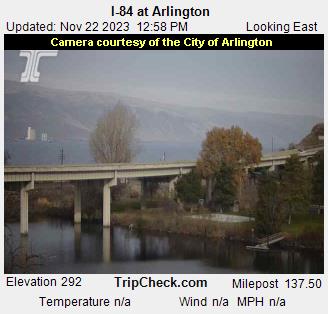 I-84 at Arlington
Updated: Nov 22 2023 12:58 PM Looking East
Camera courtesy of the City of Arlington
Elevation 292 TripCheck.com Milepost 137.50
Temperature n/a Wind n/a MPH n/a